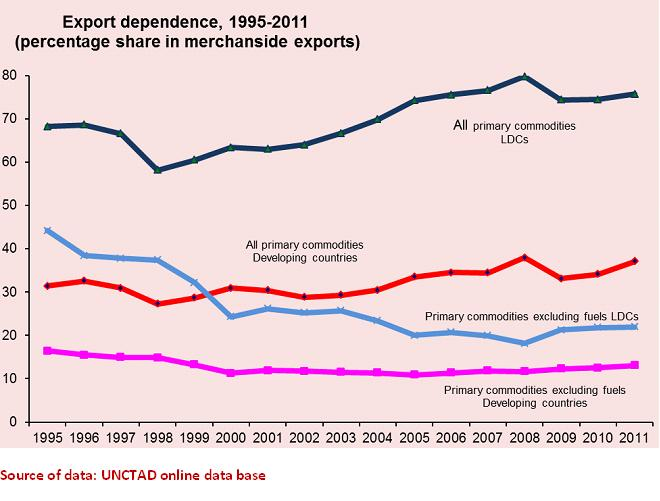 Export dependence, 1995-2011
(percentage share in merchanside exports)
80
70
60
50
40
30
20
10
0
All primary commodities
LDCs
All primary commodities
Developing countries
Primary commodities excluding fuels LDCs
Primary commodities excluding fuels
Developing countries
1995 1996 1997 1998 1999 2000 2001 2002 2003 2004 2005 2006 2007 2008 2009 2010 2011
Source of data: UNCTAD online data base